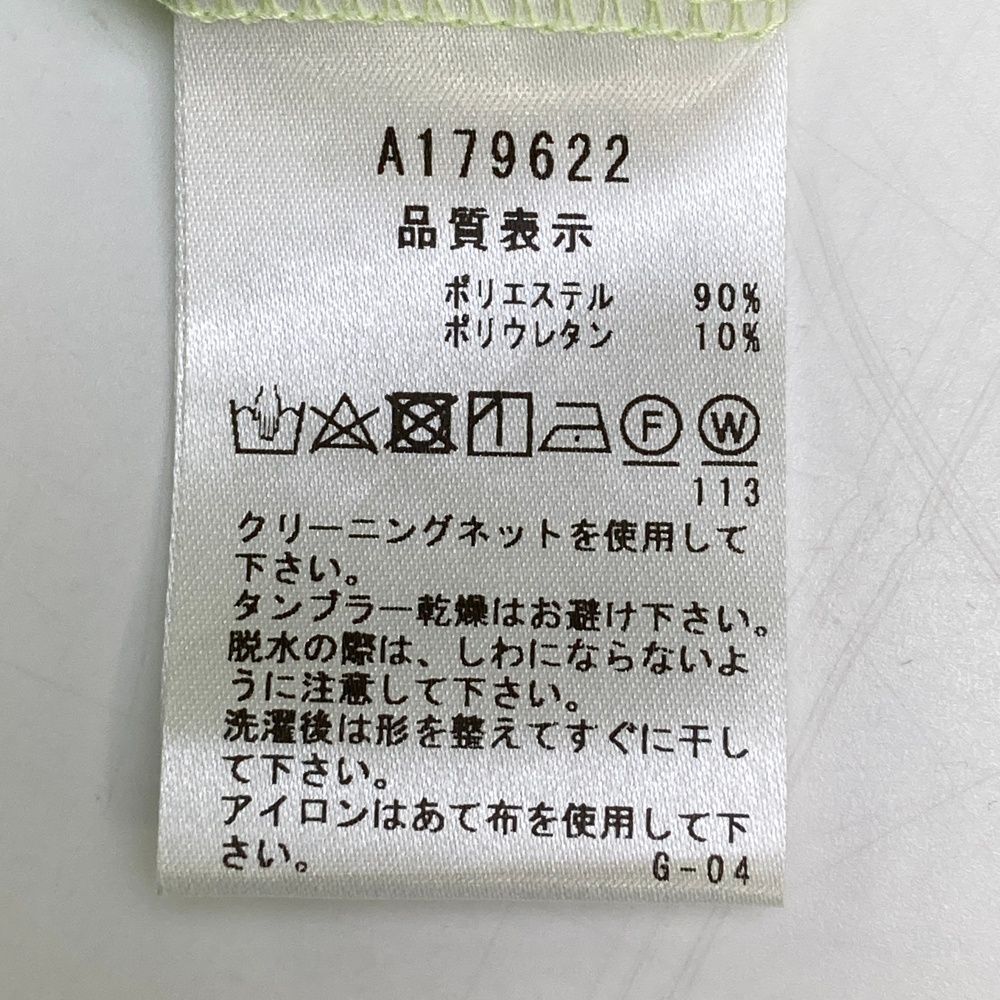 A179622
品質表示
ポリエステル 90%
ポリウレタン 10%
F W
113
クリーニングネットを使用して
下さい。
タンブラー乾燥はお避け下さい。
脱水の際は、しわにならないよ
うに注意して下さい。
洗濯後は形を整えてすぐに干し
て下さい。
アイロンはあて布を使用して下
さい。
G-04